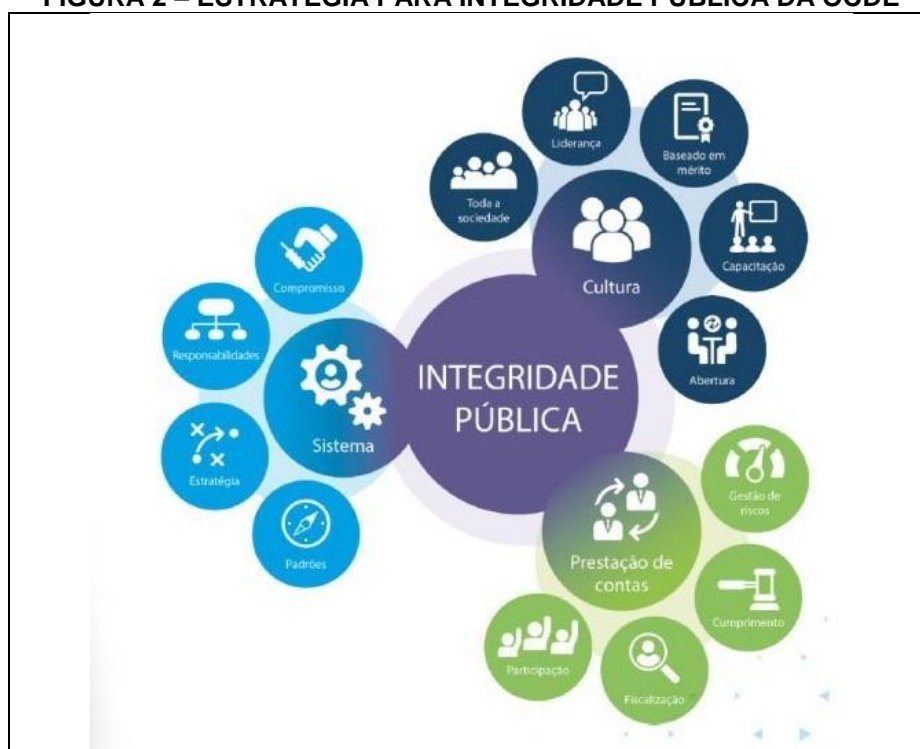 FIGURA 2 – ESTRATÉGIA PARA INTEGRIDADE PÚBLICA DA OCDE
Liderança
Baseado em
mérito
Toda a
sociedade
Capacitação
Cultura
Abertura
Compromisso
Responsabilidades
Sistema
Estratégia
Padrões
INTEGRIDADE
PÚBLICA
Gestão de
riscos
Prestação de
contas
Cumprimento
Participação
Fiscalização